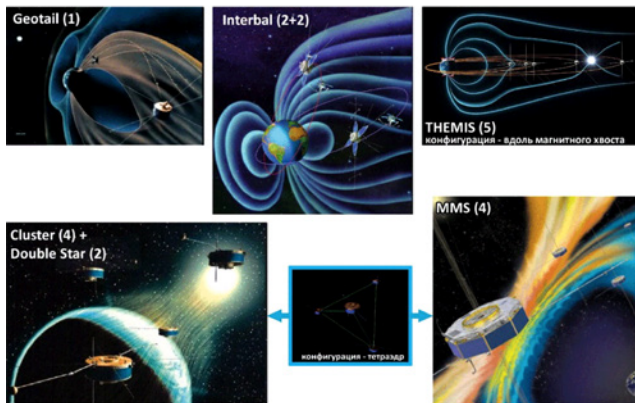 Geotail (1)
Interbal (2+2)
THEMIS (5)
конфигурация - вдоль магнитного хвоста
Cluster (4) +
Double Star (2)
MMS (4)
конфигурация - тетраэдр